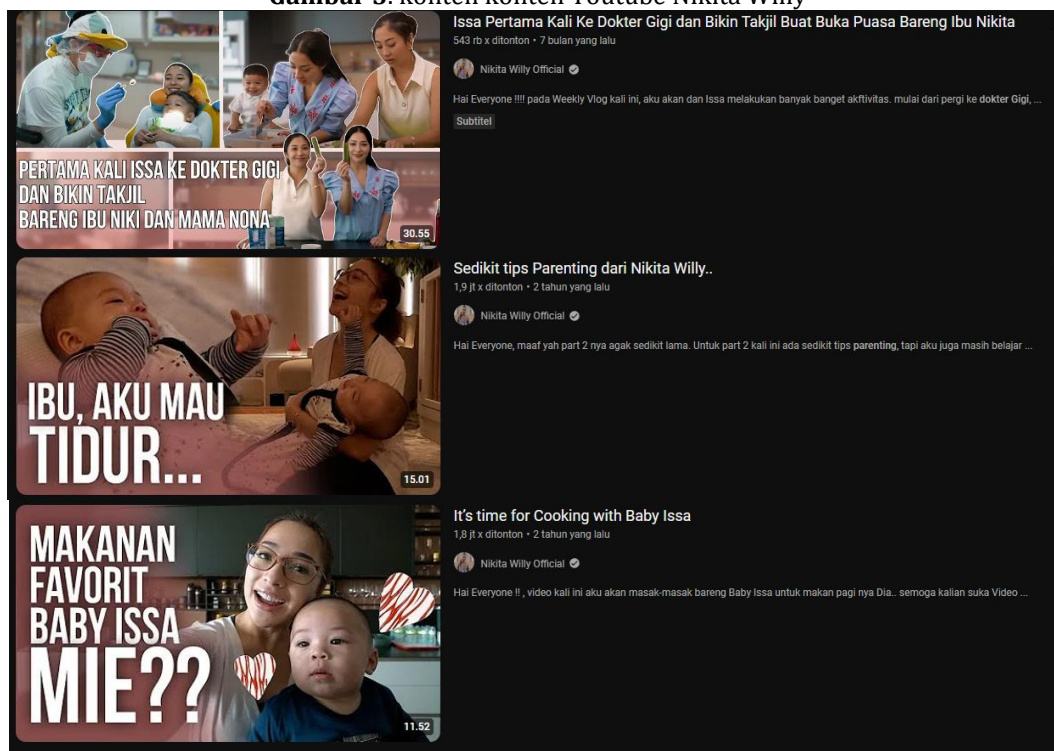 Gambar 3. konten konten Youtube Nikita Willy
PERTAMA KALI ISSA KE DOKTER GIGI
DAN BIKIN TAKJIL
BARENG IBU NIKI DAN MAMA NONA
30.55
Issa Pertama Kali Ke Dokter Gigi dan Bikin Takjil Buat Buka Puasa Bareng Ibu Nikita
543 rb x ditonton • 7 bulan yang lalu
Nikita Willy Official
Hai Everyone !!!! pada Weekly Vlog kali ini, aku akan dan Issa melakukan banyak banget akftivitas. mulai dari pergi ke dokter Gigi, ...
Subtitel
IBU, AKU MAU
TIDUR...
15.01
Sedikit tips Parenting dari Nikita Willy..
1,9 jt x ditonton • 2 tahun yang lalu
Nikita Willy Official
Hai Everyone, maaf yah part 2 nya agak sedikit lama. Untuk part 2 kali ini ada sedikit tips parenting, tapi aku juga masih belajar ...
MAKANAN
FAVORIT
BABY ISSA
MIE??
11.52
It's time for Cooking with Baby Issa
1,8 jt x ditonton • 2 tahun yang lalu
Nikita Willy Official
Hai Everyone !! , video kali ini aku akan masak-masak bareng Baby Issa untuk makan pagi nya Dia.. semoga kalian suka Video ...